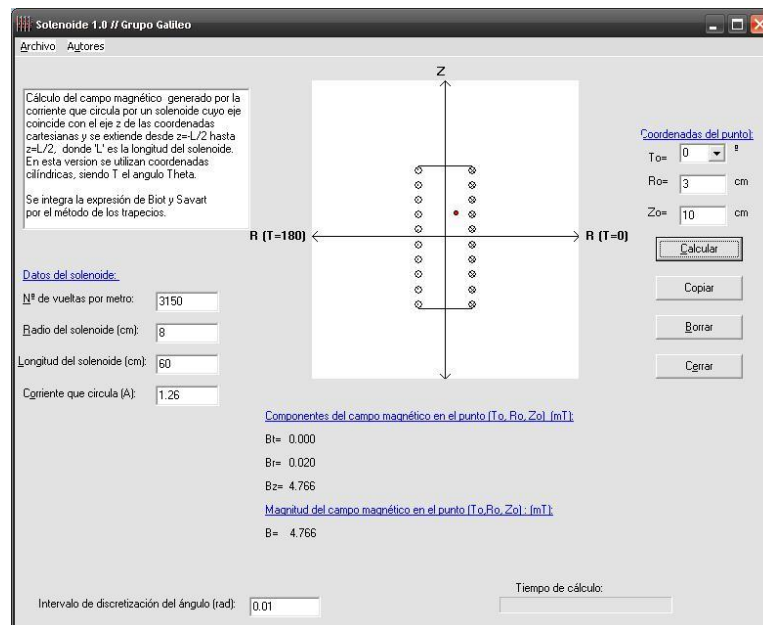 Solenoide 1.0 // Grupo Galileo
Archivo Autores
Cálculo del campo magnético generado por la
corriente que circula por un solenoide cuyo eje
coincide con el eje z de las coordenadas
cartesianas y se extiende desde z=-L/2 hasta
z=L/2, donde 'L' es la longitud del solenoide.
En esta version se utilizan coordenadas
cilíndricas, siendo T el angulo Theta.
Se integra la expresión de Biot y Savart
por el método de los trapecios.
Z
R (T=180)
R (T=0)
Coordenadas del punto:
To= 0 º
Ro= 3 cm
Zo= 10 cm
Calcular
Copiar
Borrar
Cerrar
Datos del solenoide:
Nº de vueltas por metro: 3150
Radio del solenoide (cm): 8
Longitud del solenoide (cm): 60
Corriente que circula (A): 1.26
Componentes del campo magnético en el punto (To, Ro, Zo) (mT):
Bt= 0.000
Br= 0.020
Bz= 4.766
Magnitud del campo magnético en el punto (To,Ro, Zo) : (mT):
B= 4.766
Tiempo de cálculo:
Intervalo de discretización del ángulo (rad): 0.01